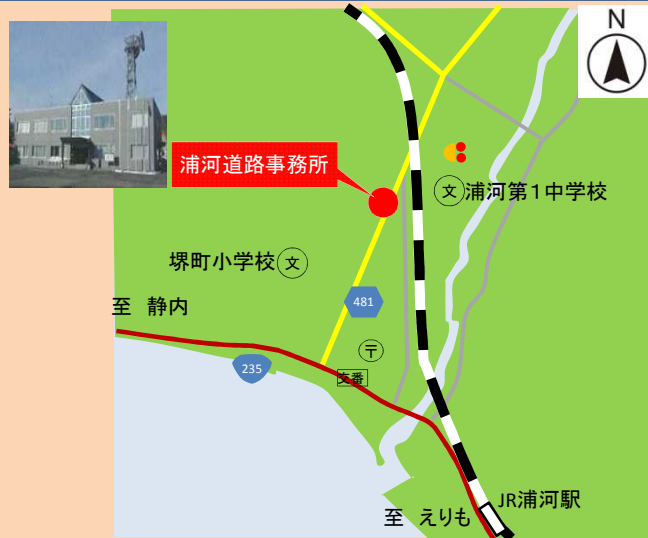 N
浦河道路事務所
文 浦河第1中学校
堺町小学校 文
481
至 静内
〒
235
交番
JR浦河駅
至 えりも